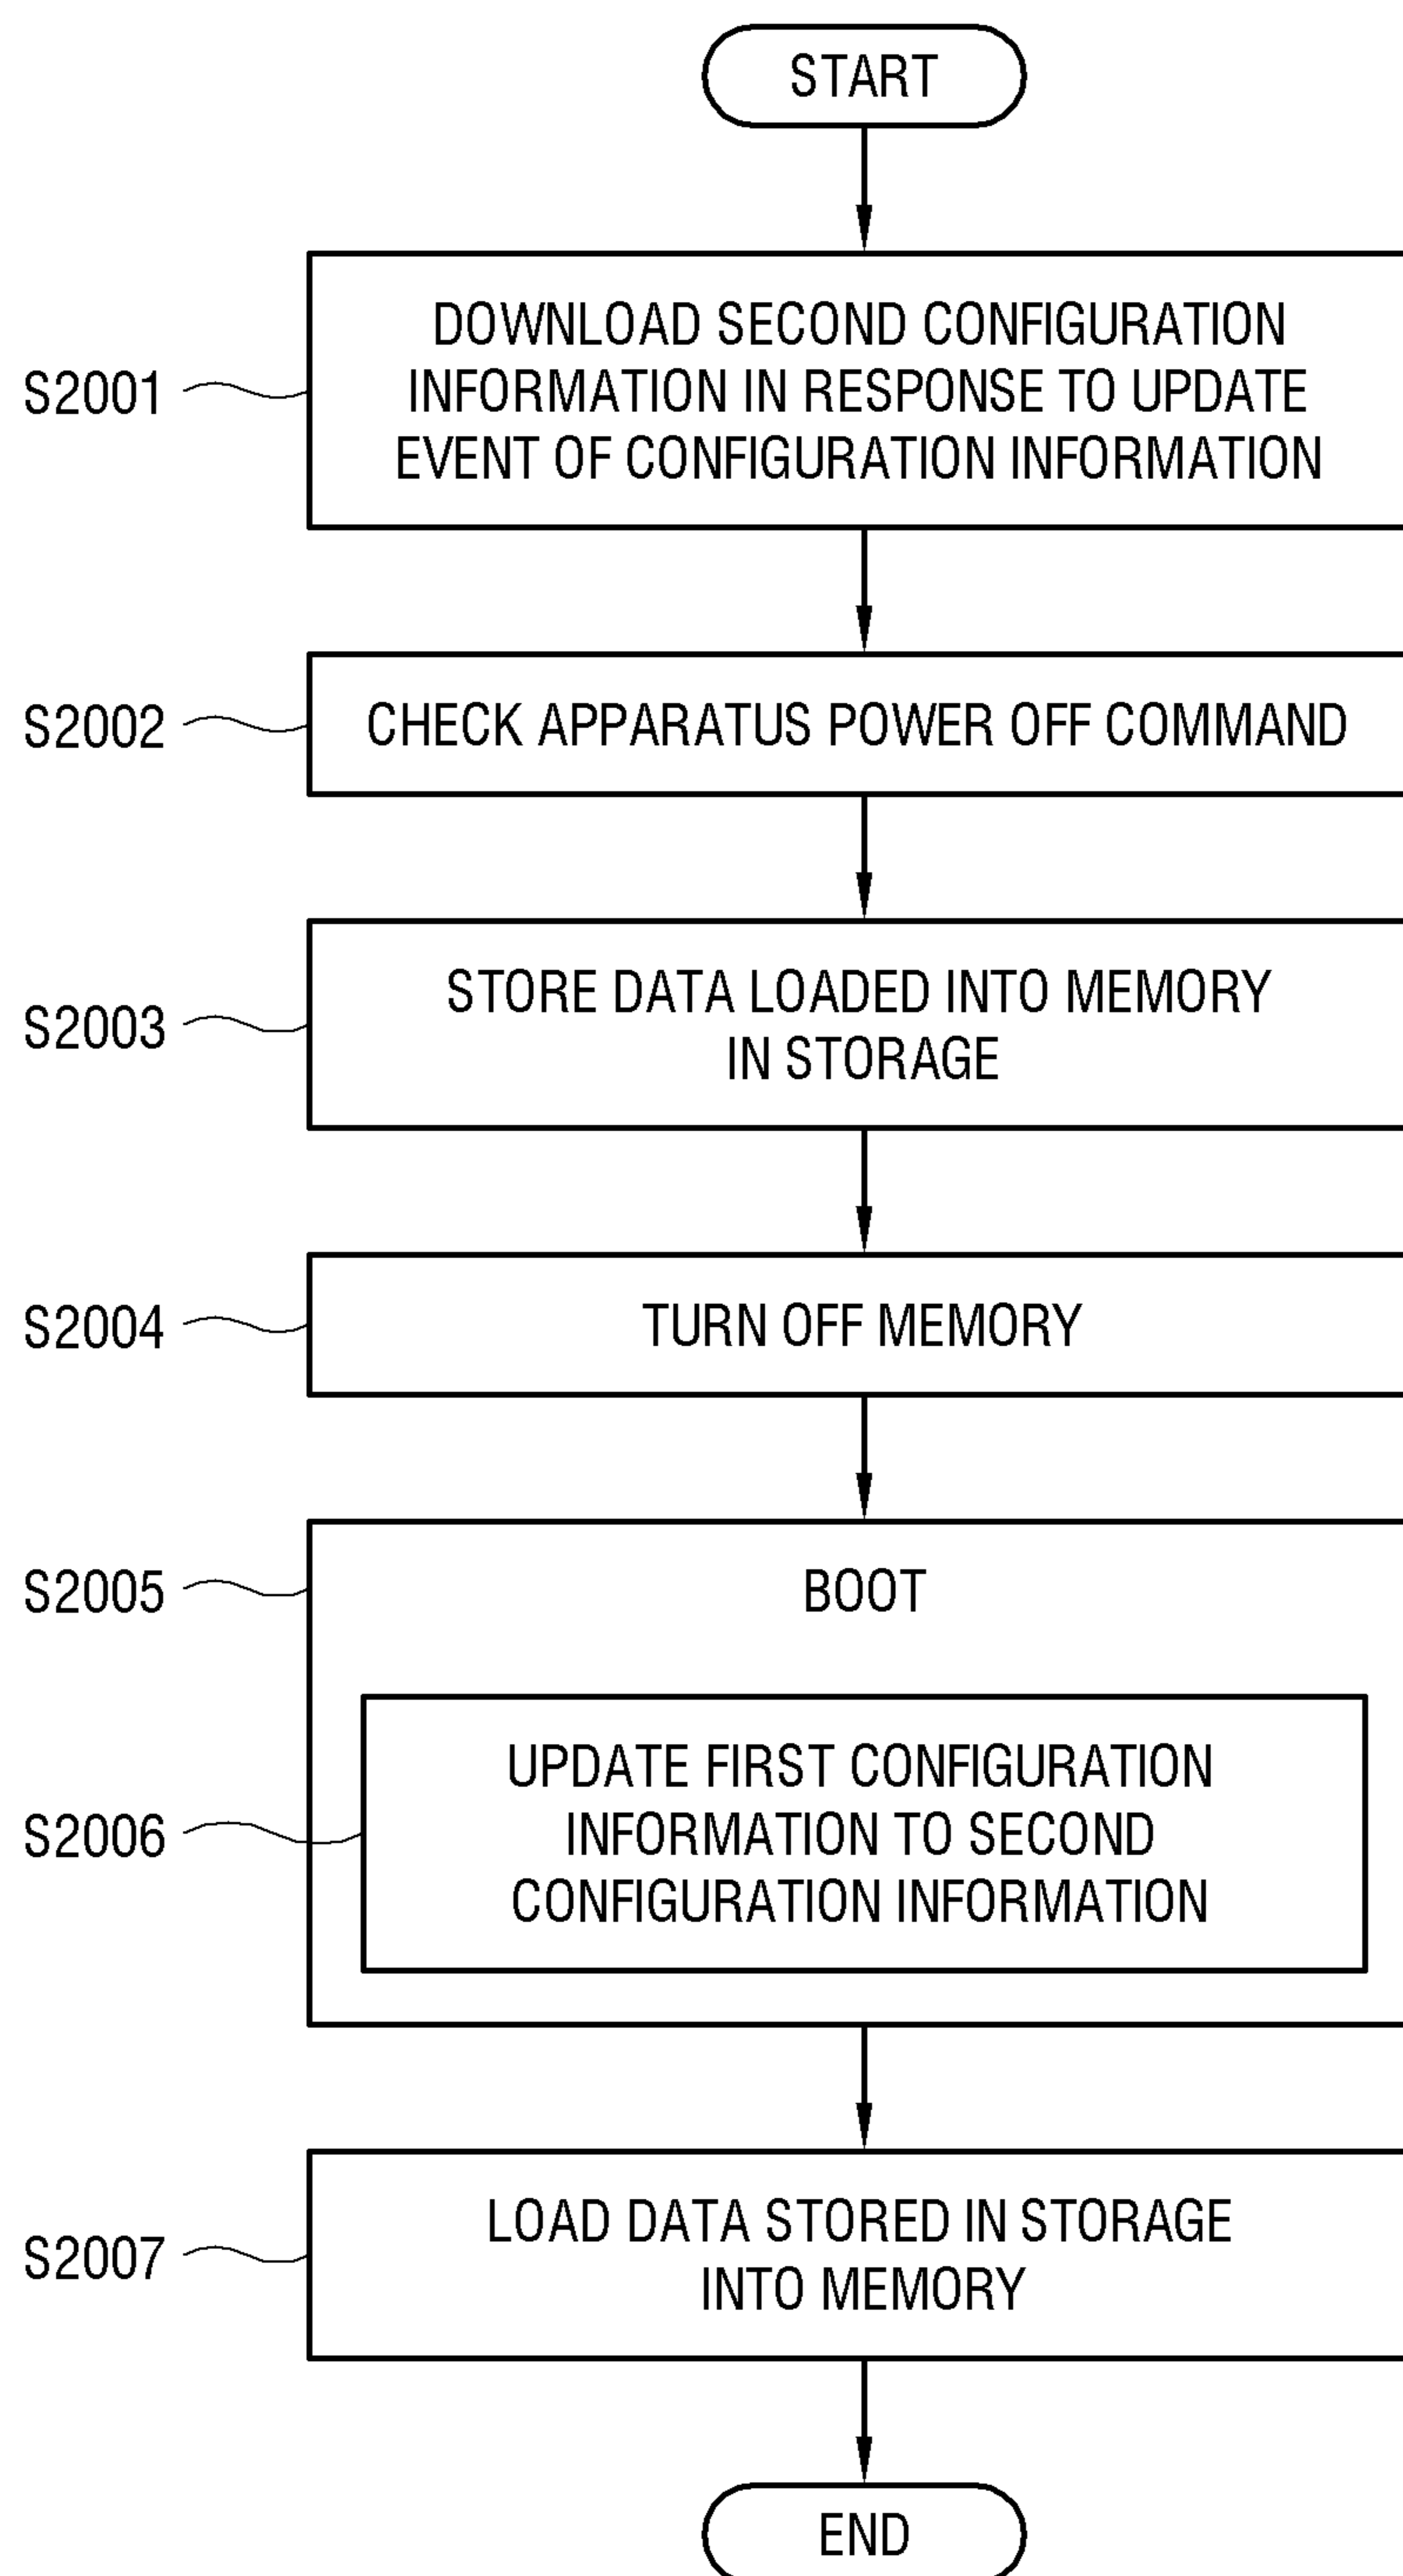 START
S2001
DOWNLOAD SECOND CONFIGURATION
INFORMATION IN RESPONSE TO UPDATE
EVENT OF CONFIGURATION INFORMATION
S2002
CHECK APPARATUS POWER OFF COMMAND
S2003
STORE DATA LOADED INTO MEMORY
IN STORAGE
S2004
TURN OFF MEMORY
S2005
BOOT
S2006
UPDATE FIRST CONFIGURATION
INFORMATION TO SECOND
CONFIGURATION INFORMATION
S2007
LOAD DATA STORED IN STORAGE
INTO MEMORY
END